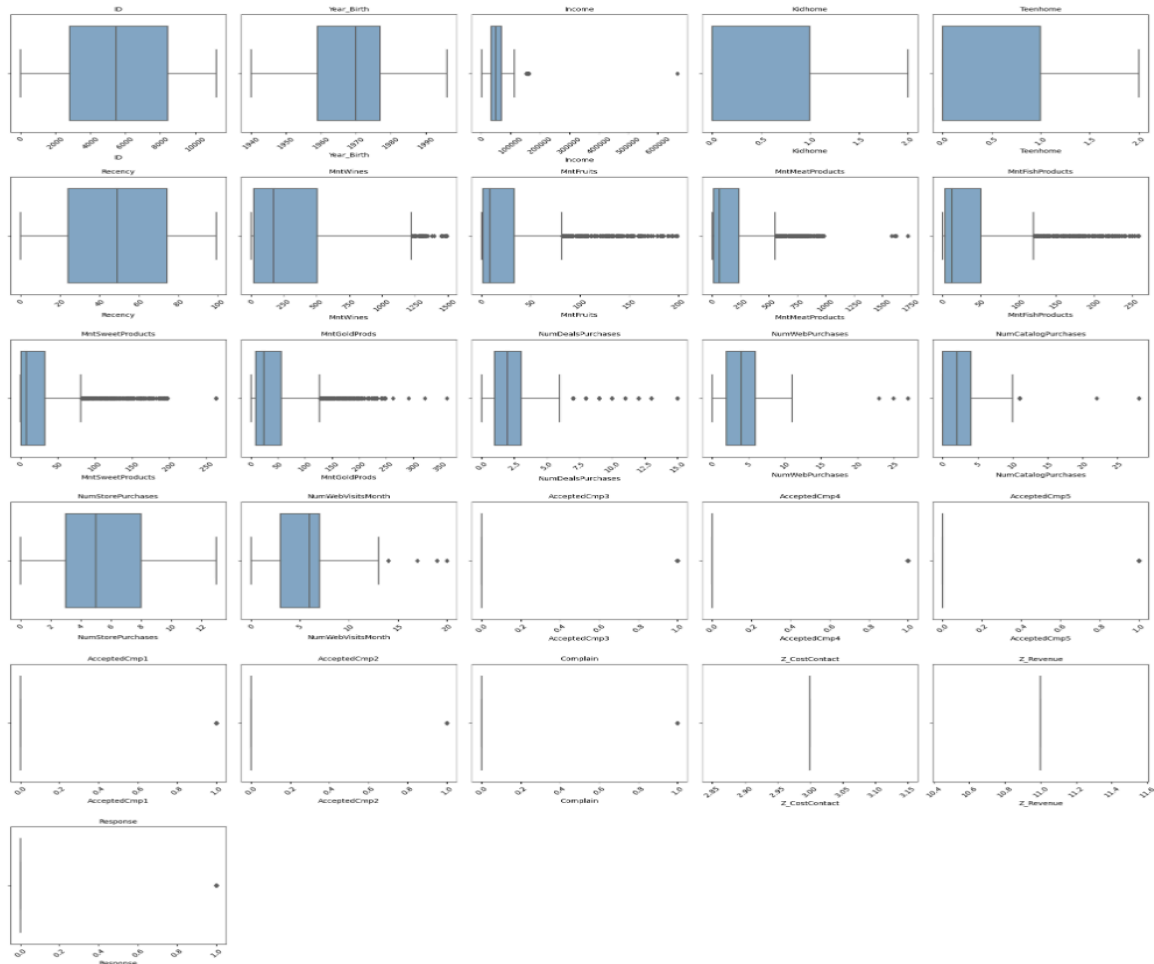 ID Year_Birth Income Kidhome Teenhome
0 2000 4000 6000 8000 10000 1940 1950 1960 1970 1980 1990 0 100000 200000 300000 400000 500000 600000 0.0 0.5 1.0 1.5 2.0 0.0 0.5 1.0 1.5 2.0
ID Year_Birth Income Kidhome Teenhome
Recency MntWines MntFruits MntMeatProducts MntFishProducts
0 20 40 60 80 100 0 250 500 750 1000 1250 1500 0 50 100 150 200 0 250 500 750 1000 1250 1500 1750 0 50 100 150 200 250
Recency MntWines MntFruits MntMeatProducts MntFishProducts
MntSweetProducts MntGoldProds NumDealsPurchases NumWebPurchases NumCatalogPurchases
0 50 100 150 200 250 0 50 100 150 200 250 300 350 0.0 2.5 5.0 7.5 10.0 12.5 15.0 0 5 10 15 20 25 0 5 10 15 20 25
MntSweetProducts MntGoldProds NumDealsPurchases NumWebPurchases NumCatalogPurchases
NumStorePurchases NumWebVisitsMonth AcceptedCmp3 AcceptedCmp4 AcceptedCmp5
0 2 4 6 8 10 12 0 5 10 15 20 0.0 0.2 0.4 0.6 0.8 1.0 0.0 0.2 0.4 0.6 0.8 1.0 0.0 0.2 0.4 0.6 0.8 1.0
NumStorePurchases NumWebVisitsMonth AcceptedCmp3 AcceptedCmp4 AcceptedCmp5
AcceptedCmp1 AcceptedCmp2 Complain Z_CostContact Z_Revenue
0.0 0.2 0.4 0.6 0.8 1.0 0.0 0.2 0.4 0.6 0.8 1.0 0.0 0.2 0.4 0.6 0.8 1.0 2.85 2.90 2.95 3.00 3.05 3.10 3.15 10.4 10.6 10.8 11.0 11.2 11.4 11.6
AcceptedCmp1 AcceptedCmp2 Complain Z_CostContact Z_Revenue
Response
0.0 0.2 0.4 0.6 0.8 1.0
Response